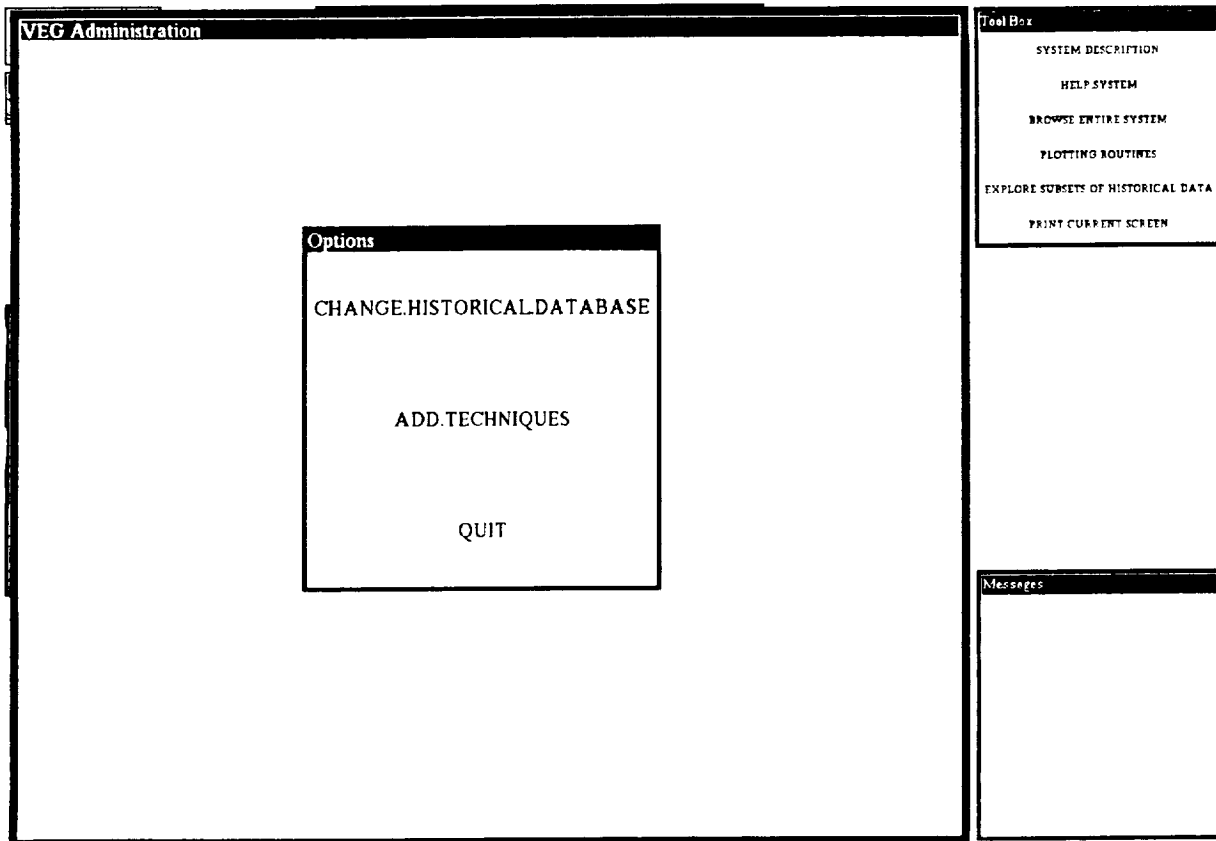 VEG Administration
Options
CHANGE.HISTORICAL.DATABASE
ADD.TECHNIQUES
QUIT
Tool Box
SYSTEM DESCRIPTION
HELP SYSTEM
BROWSE ENTIRE SYSTEM
PLOTTING ROUTINES
EXPLORE SUBSETS OF HISTORICAL DATA
PRINT CURRENT SCREEN
Messages